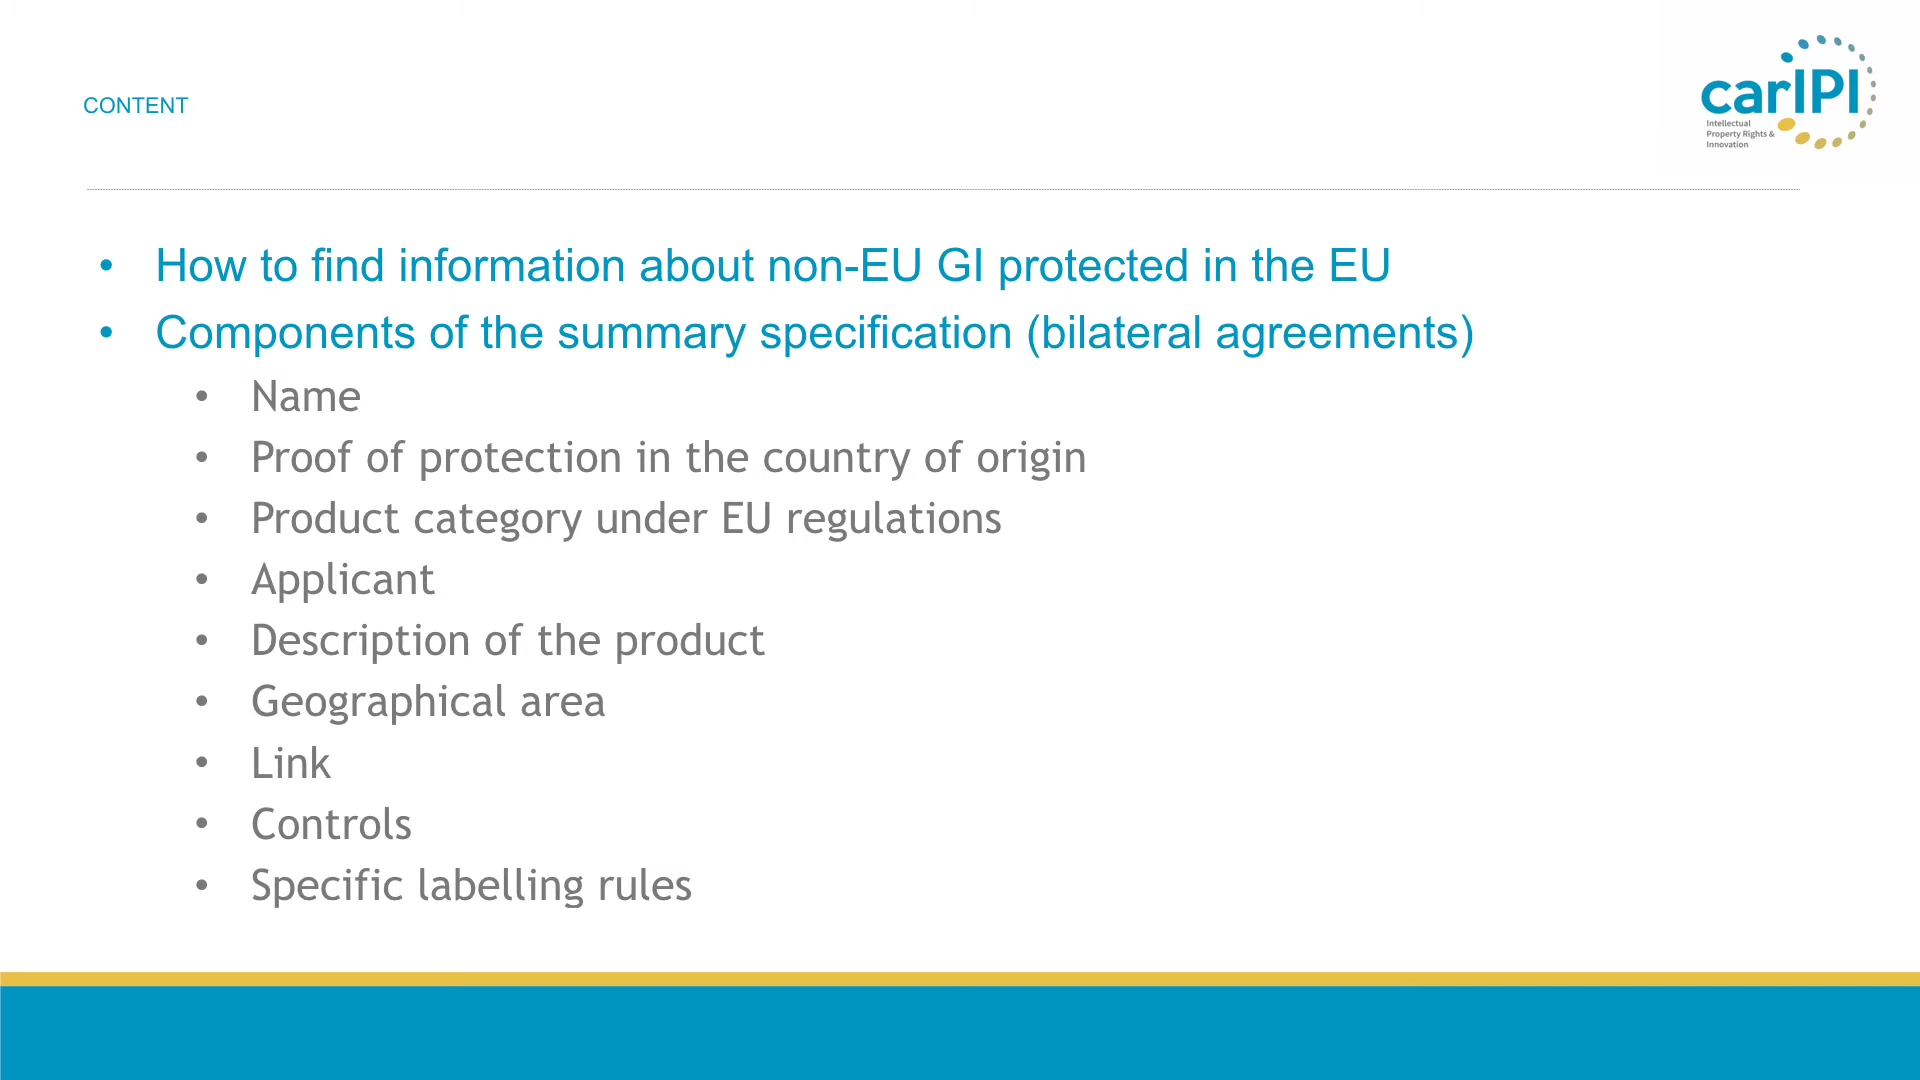 CONTENT
carIPI
Intellectual
Property Rights &
Innovation
• How to find information about non-EU GI protected in the EU
• Components of the summary specification (bilateral agreements)
• Name
• Proof of protection in the country of origin
• Product category under EU regulations
• Applicant
• Description of the product
• Geographical area
• Link
• Controls
• Specific labelling rules